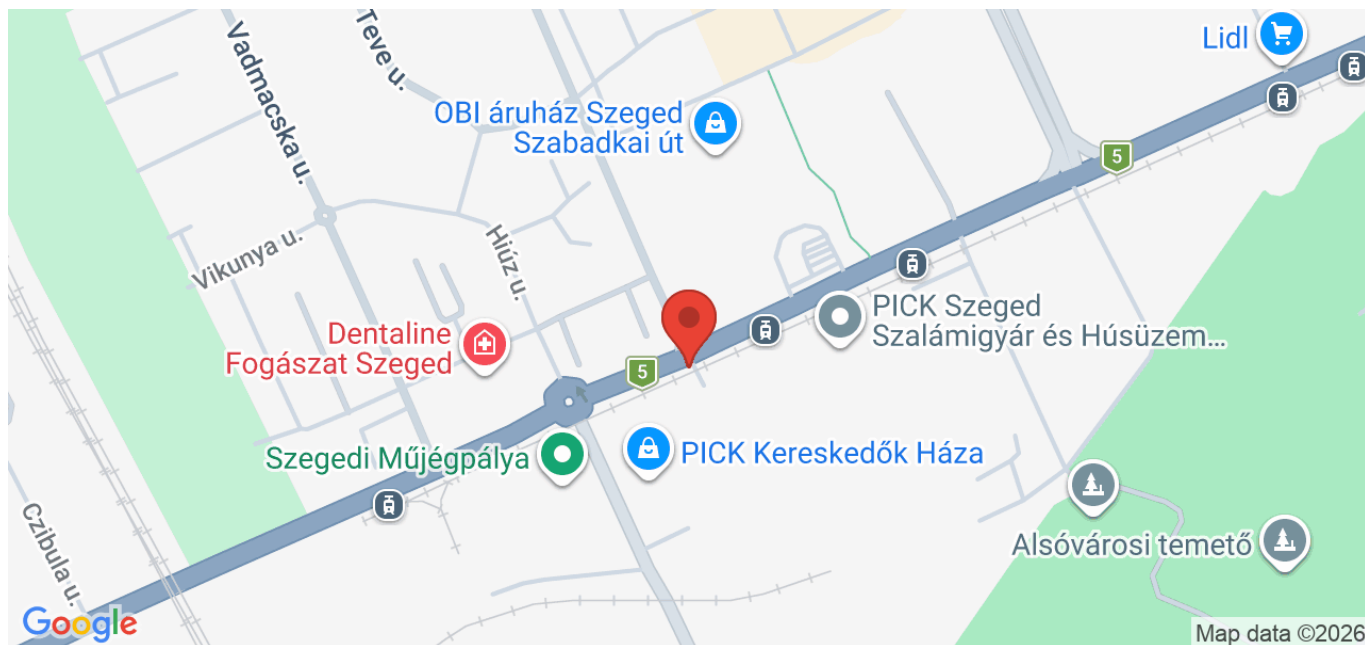 Vadmacska u.
Teve u.
Lidl
OBI áruház Szeged
Szabadkai út
5
Vikunya u.
Hiúz u.
PICK Szeged
Szalámigyár és Húsüzem...
Dentaline
Fogászat Szeged
5
Szegedi Műjégpálya
PICK Kereskedők Háza
Czibula u.
Alsóvárosi temető
Google
Map data ©2026